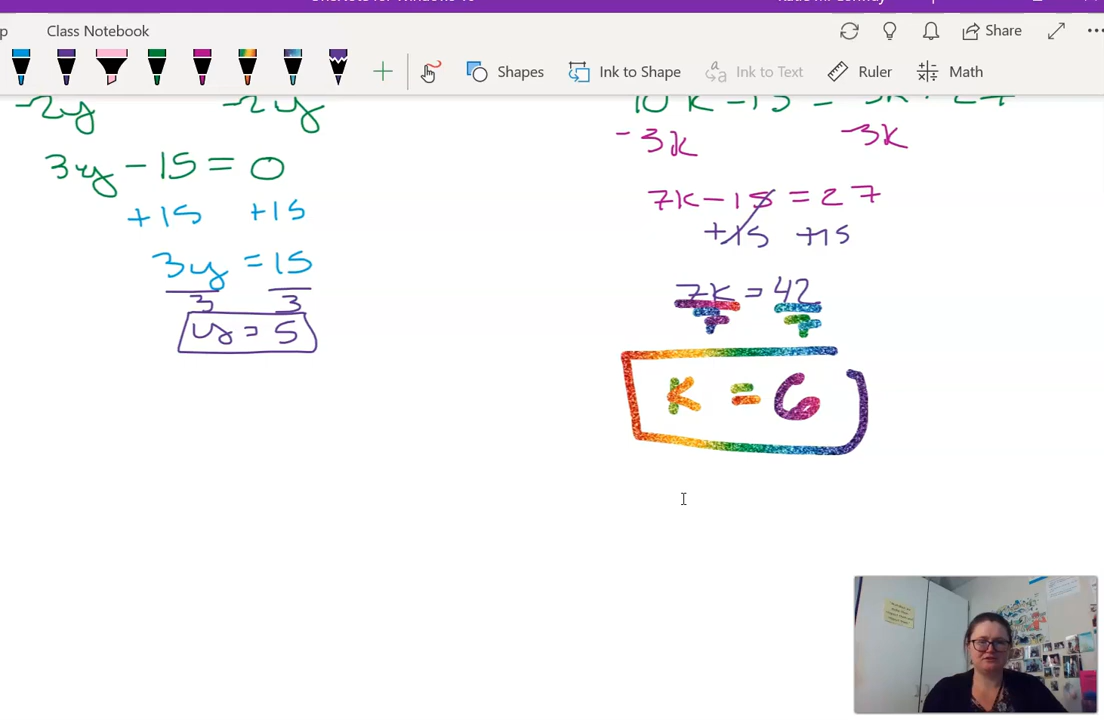 Class Notebook
Share
Shapes
Ink to Shape
Ink to Text
Ruler
Math
-2y -2y
3y - 15 = 0
+15 +15
3y = 15
3 3
y = 5
-3k -3k
7k - 15 = 27
+15 +15
7k = 42
7 7
k = 6